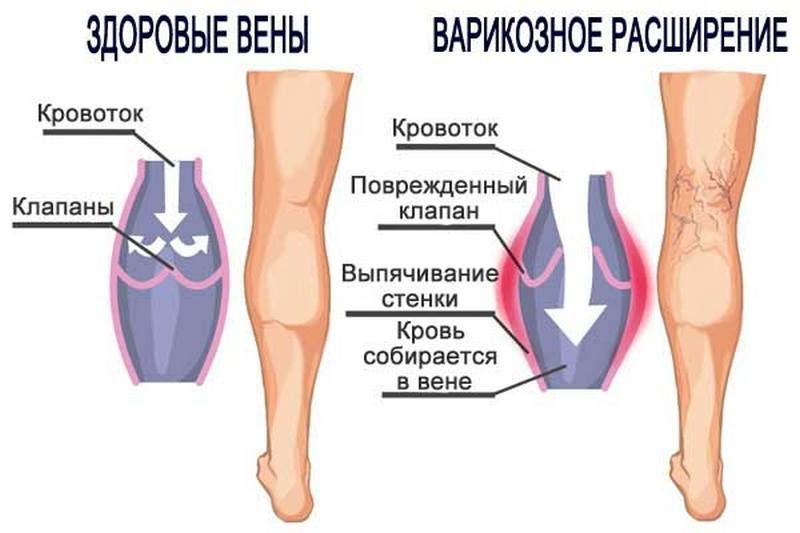 ЗДОРОВЫЕ ВЕНЫ
Кровоток
Клапаны
ВАРИКОЗНОЕ РАСШИРЕНИЕ
Кровоток
Поврежденный
клапан
Выпячивание
стенки
Кровь
собирается
в вене